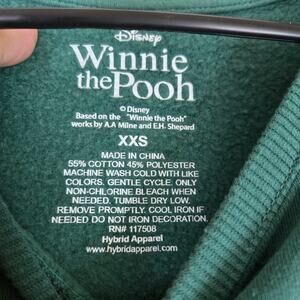 Disney
Winnie
the Pooh
© Disney
Based on the "Winnie the Pooh"
works by A.A Milne and E.H. Shepard
XXS
MADE IN CHINA
55% COTTON 45% POLYESTER
MACHINE WASH COLD WITH LIKE
COLORS. GENTLE CYCLE. ONLY
NON-CHLORINE BLEACH WHEN
NEEDED. TUMBLE DRY LOW.
REMOVE PROMPTLY. COOL IRON IF
NEEDED DO NOT IRON DECORATION.
RN# 117508
Hybrid Apparel
www.hybridapparel.com